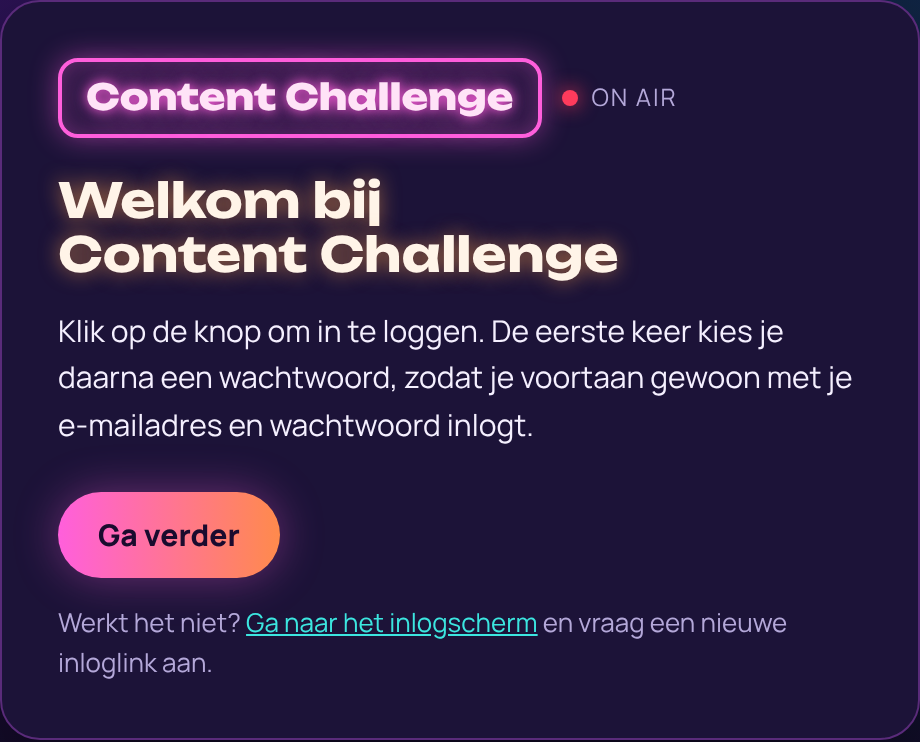 Content Challenge
ON AIR
Welkom bij
Content Challenge
Klik op de knop om in te loggen. De eerste keer kies je
daarna een wachtwoord, zodat je voortaan gewoon met je
e-mailadres en wachtwoord inlogt.
Ga verder
Werkt het niet? Ga naar het inlogscherm en vraag een nieuwe
inloglink aan.